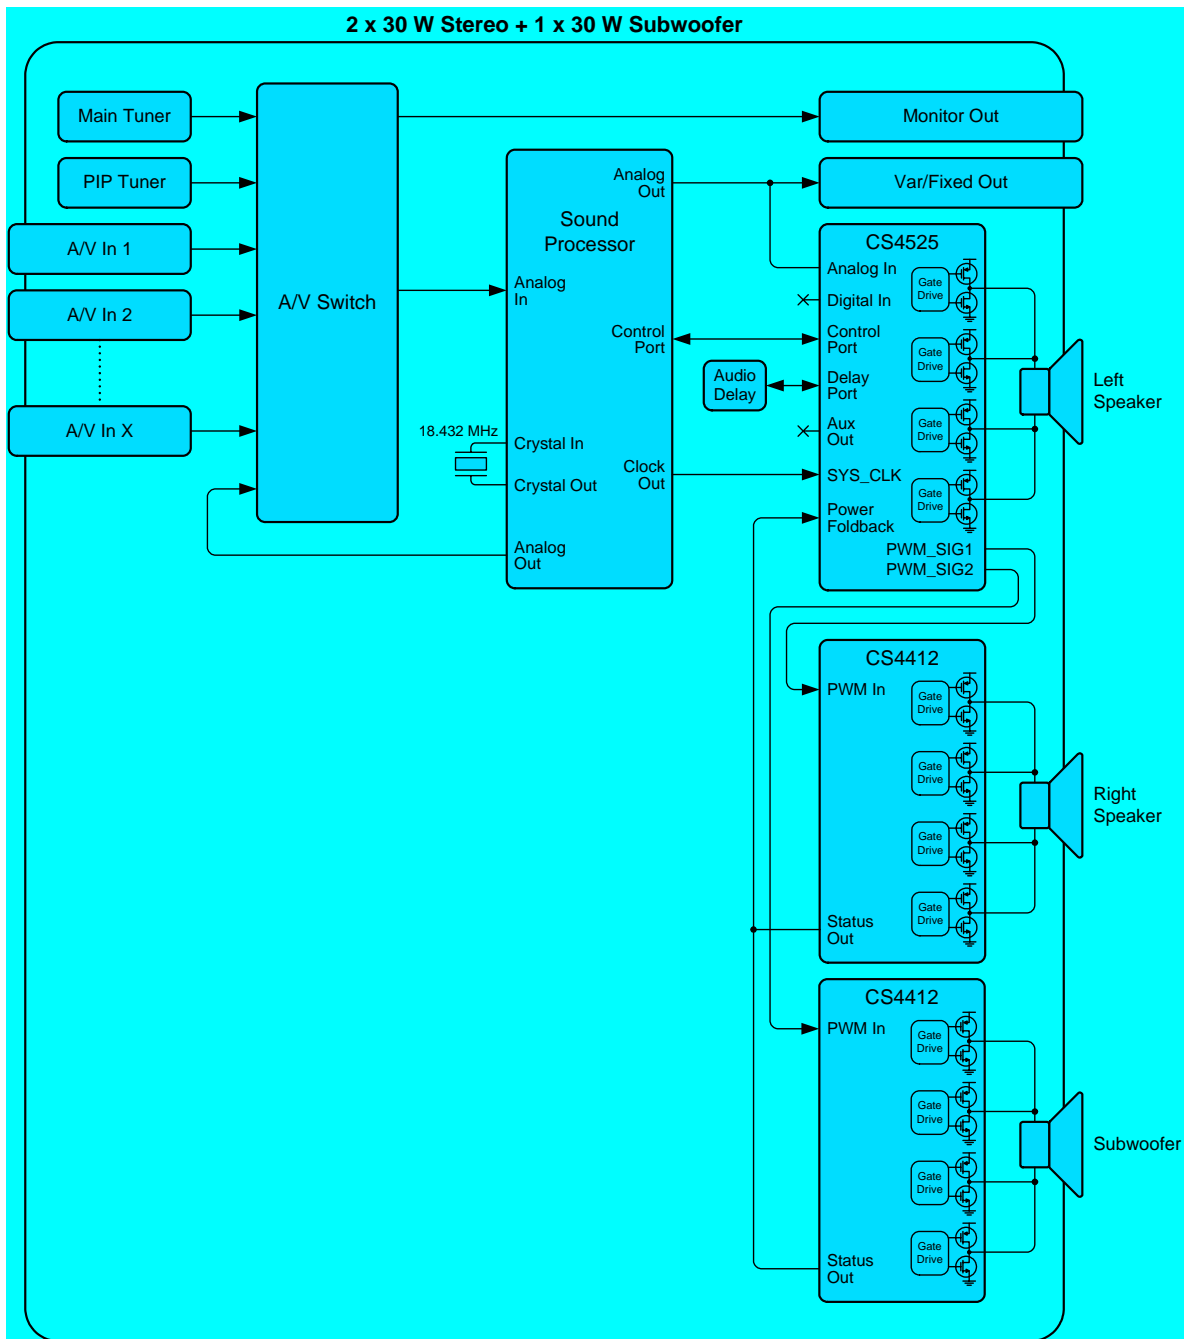 2 x 30 W Stereo + 1 x 30 W Subwoofer
Main Tuner
PIP Tuner
A/V In 1
A/V In 2
A/V In X
A/V Switch
Sound
Processor
Analog
Out
Analog
In
Control
Port
18.432 MHz
Crystal In
Crystal Out
Clock
Out
Analog
Out
Monitor Out
Var/Fixed Out
Audio
Delay
CS4525
Analog In
Digital In
Control
Port
Delay
Port
Aux
Out
SYS_CLK
Power
Foldback
PWM_SIG1
PWM_SIG2
Gate
Drive
Gate
Drive
Gate
Drive
Gate
Drive
Left
Speaker
CS4412
PWM In
Status
Out
Gate
Drive
Gate
Drive
Gate
Drive
Gate
Drive
Right
Speaker
CS4412
PWM In
Status
Out
Gate
Drive
Gate
Drive
Gate
Drive
Gate
Drive
Subwoofer